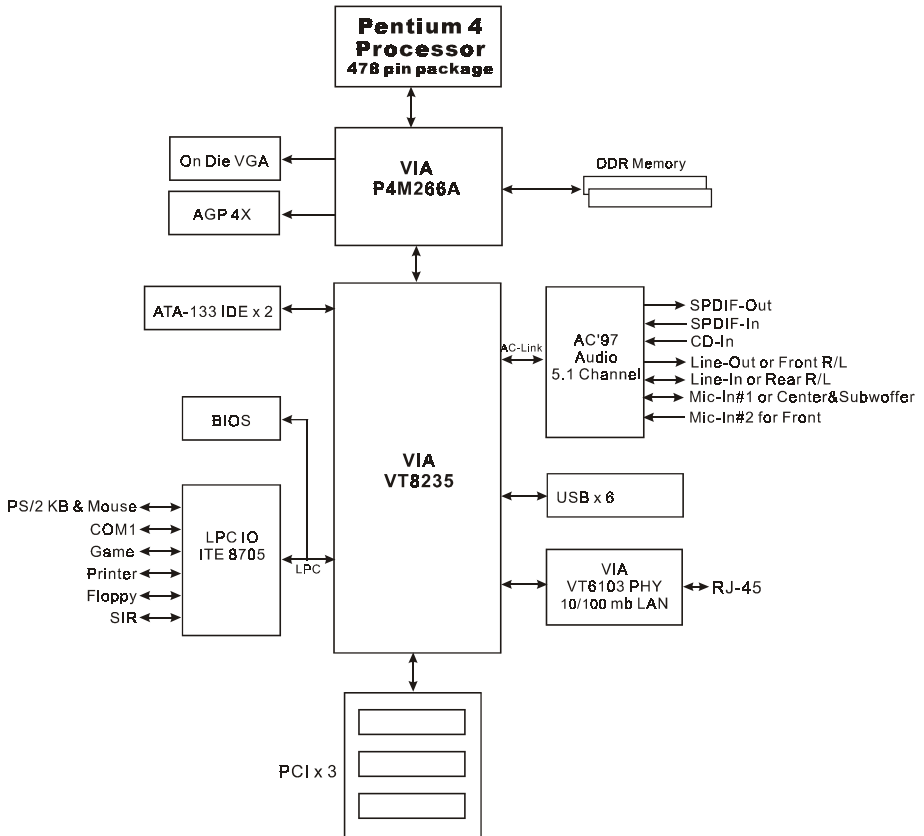 Pentium 4
Processor
478 pin package
On Die VGA
AGP 4X
VIA
P4M266A
DDR Memory
ATA-133 IDE x 2
AC-Link
AC'97
Audio
5.1 Channel
SPDIF-Out
SPDIF-In
CD-In
Line-Out or Front R/L
Line-In or Rear R/L
Mic-In#1 or Center&Subwoffer
Mic-In#2 for Front
BIOS
VIA
VT8235
USB x 6
PS/2 KB & Mouse
COM1
Game
Printer
Floppy
SIR
LPC IO
ITE 8705
LPC
VIA
VT6103 PHY
10/100 mb LAN
RJ-45
PCI x 3